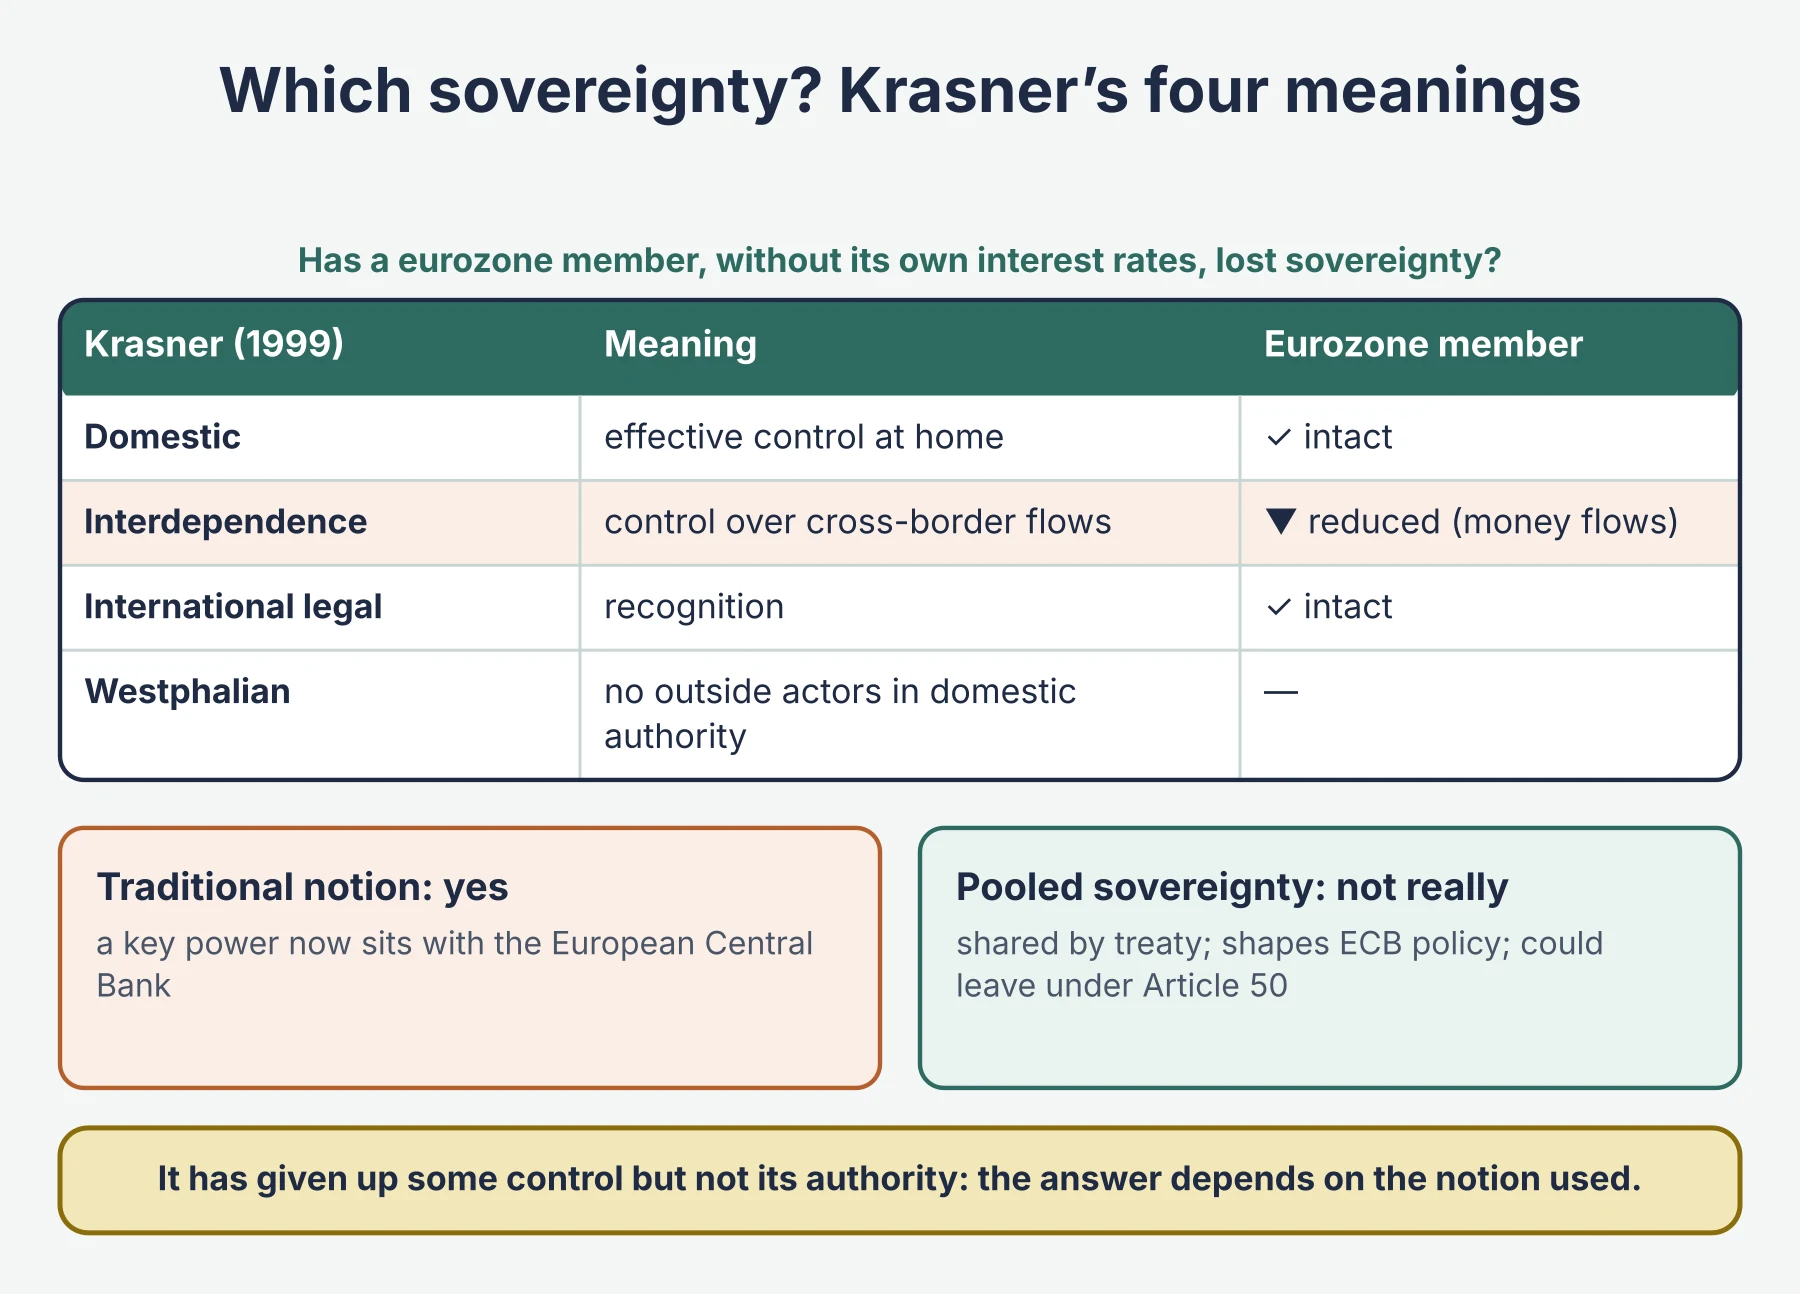 Which sovereignty? Krasner’s four meanings
Has a eurozone member, without its own interest rates, lost sovereignty?
Krasner (1999) Meaning Eurozone member
Domestic effective control at home ✓ intact
Interdependence control over cross-border flows ▼ reduced (money flows)
International legal recognition ✓ intact
Westphalian no outside actors in domestic —
authority
Traditional notion: yes
a key power now sits with the European Central
Bank
Pooled sovereignty: not really
shared by treaty; shapes ECB policy; could
leave under Article 50
It has given up some control but not its authority: the answer depends on the notion used.